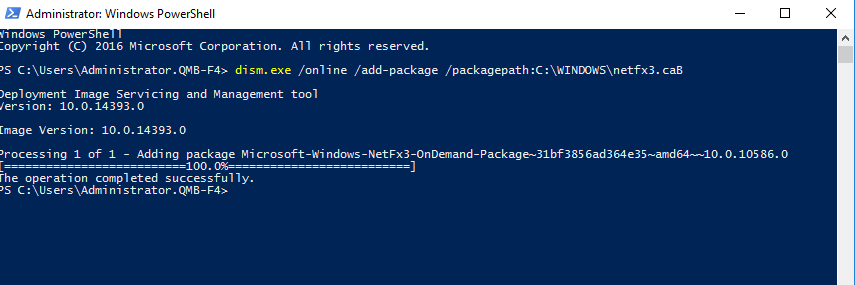 Administrator: Windows PowerShell
Windows PowerShell
Copyright (C) 2016 Microsoft Corporation. All rights reserved.
PS C:\Users\Administrator.QMB-F4> dism.exe /online /add-package /packagepath:C:\WINDOWS\netfx3.caB
Deployment Image Servicing and Management tool
Version: 10.0.14393.0
Image Version: 10.0.14393.0
Processing 1 of 1 - Adding package Microsoft-Windows-NetFx3-OnDemand-Package~31bf3856ad364e35~amd64~~10.0.10586.0
[==========================100.0%==========================]
The operation completed successfully.
PS C:\Users\Administrator.QMB-F4>